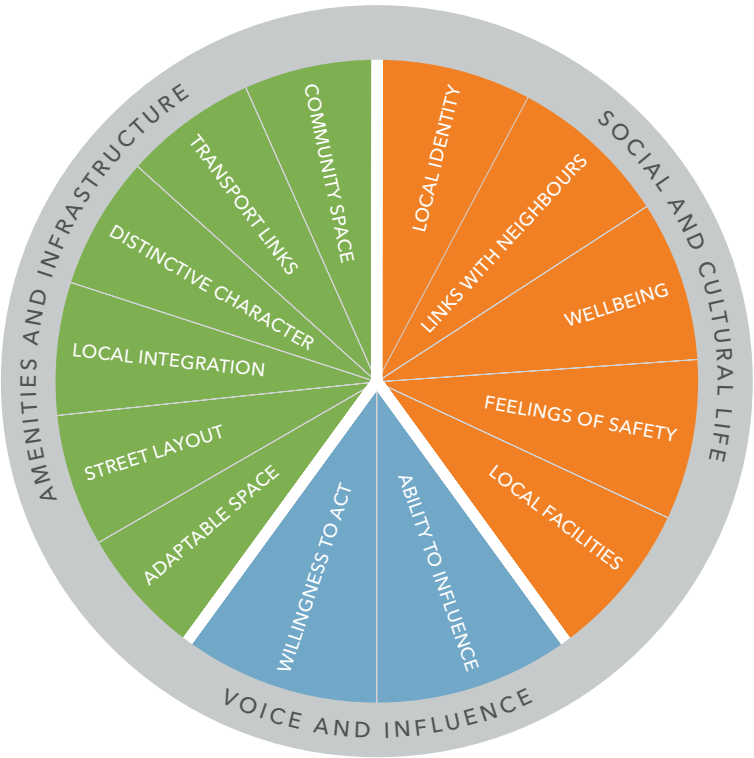 AMENITIES AND INFRASTRUCTURE
COMMUNITY SPACE
TRANSPORT LINKS
DISTINCTIVE CHARACTER
LOCAL INTEGRATION
STREET LAYOUT
ADAPTABLE SPACE
SOCIAL AND CULTURAL LIFE
LOCAL IDENTITY
LINKS WITH NEIGHBOURS
WELLBEING
FEELINGS OF SAFETY
LOCAL FACILITIES
WILLINGNESS TO ACT
ABILITY TO INFLUENCE
VOICE AND INFLUENCE